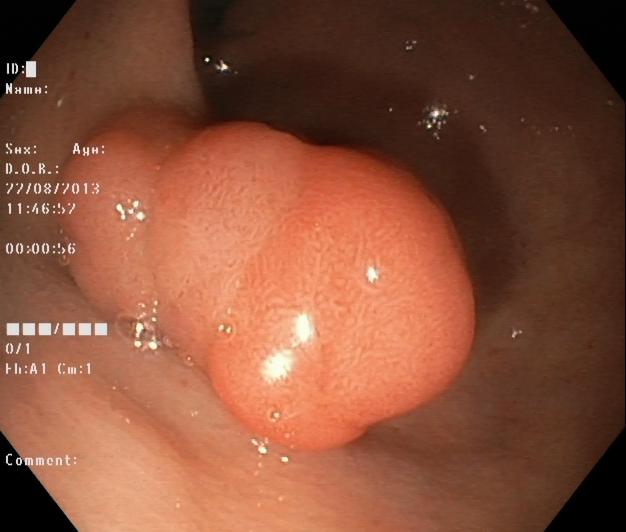 ID:
Name:
Sex: Age:
D.O.B.:
22/08/2013
11:46:52
00:00:56
/
0/1
Eh:A1 Cm:1
Comment: